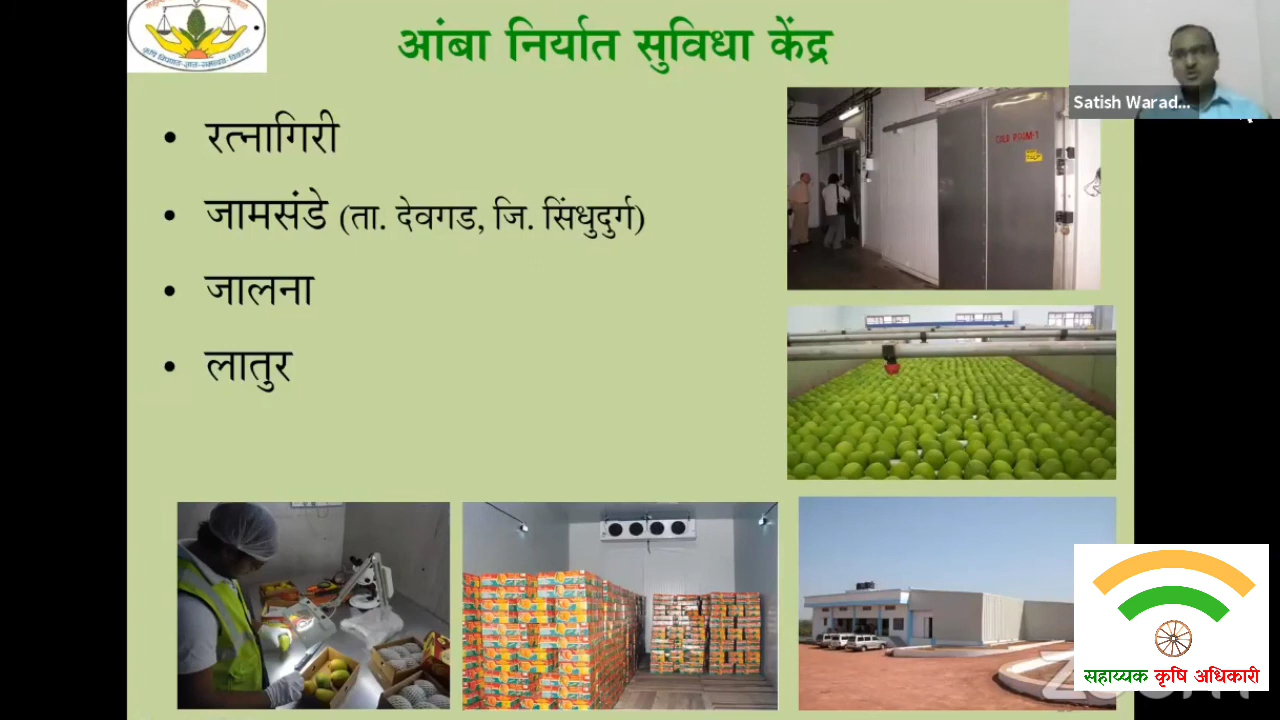 आंबा निर्यात सुविधा केंद्र
Satish Warad...
• रत्नागिरी
• जामसंडे (ता. देवगड, जि. सिंधुदुर्ग)
• जालना
• लातुर
COLD ROOM-1
सहाय्यक कृषि अधिकारी